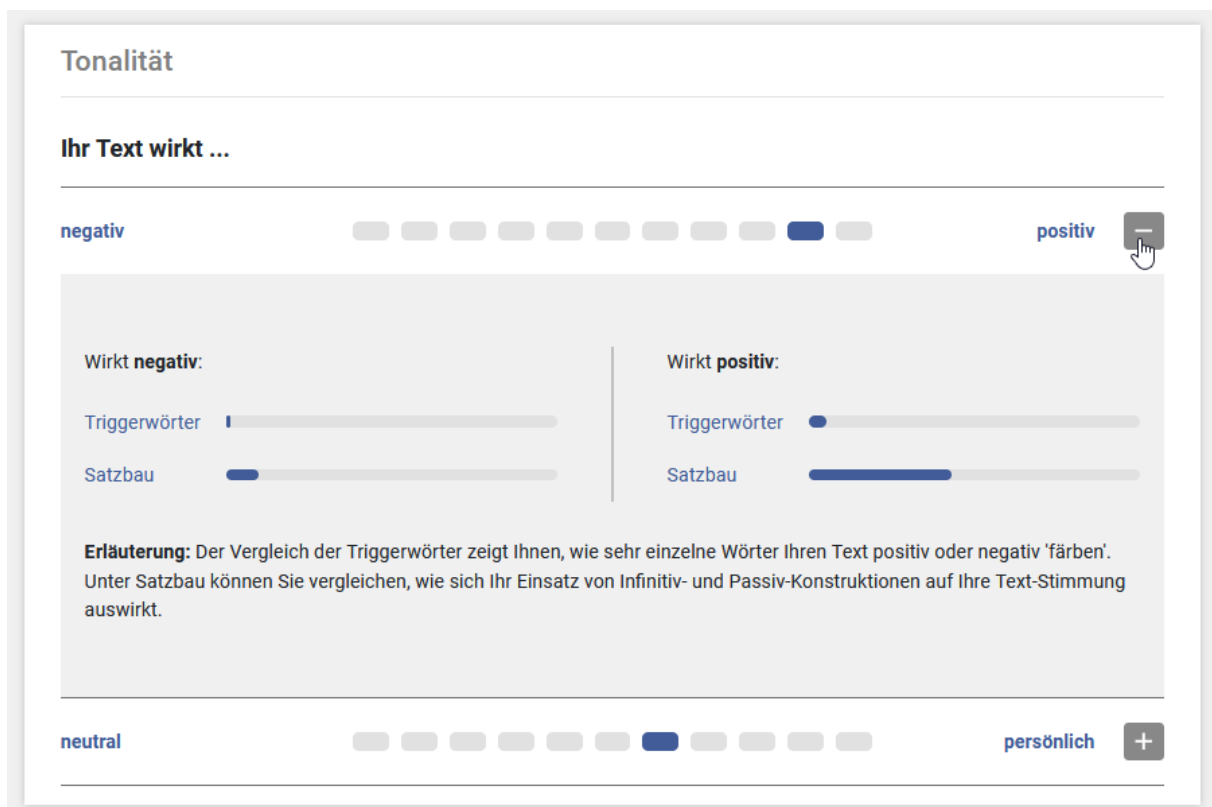 Tonalität
Ihr Text wirkt ...
negativ positiv
Wirkt negativ: Wirkt positiv:
Triggerwörter Triggerwörter
Satzbau Satzbau
Erläuterung: Der Vergleich der Triggerwörter zeigt Ihnen, wie sehr einzelne Wörter Ihren Text positiv oder negativ 'färben'.
Unter Satzbau können Sie vergleichen, wie sich Ihr Einsatz von Infinitiv- und Passiv-Konstruktionen auf Ihre Text-Stimmung
auswirkt.
neutral persönlich